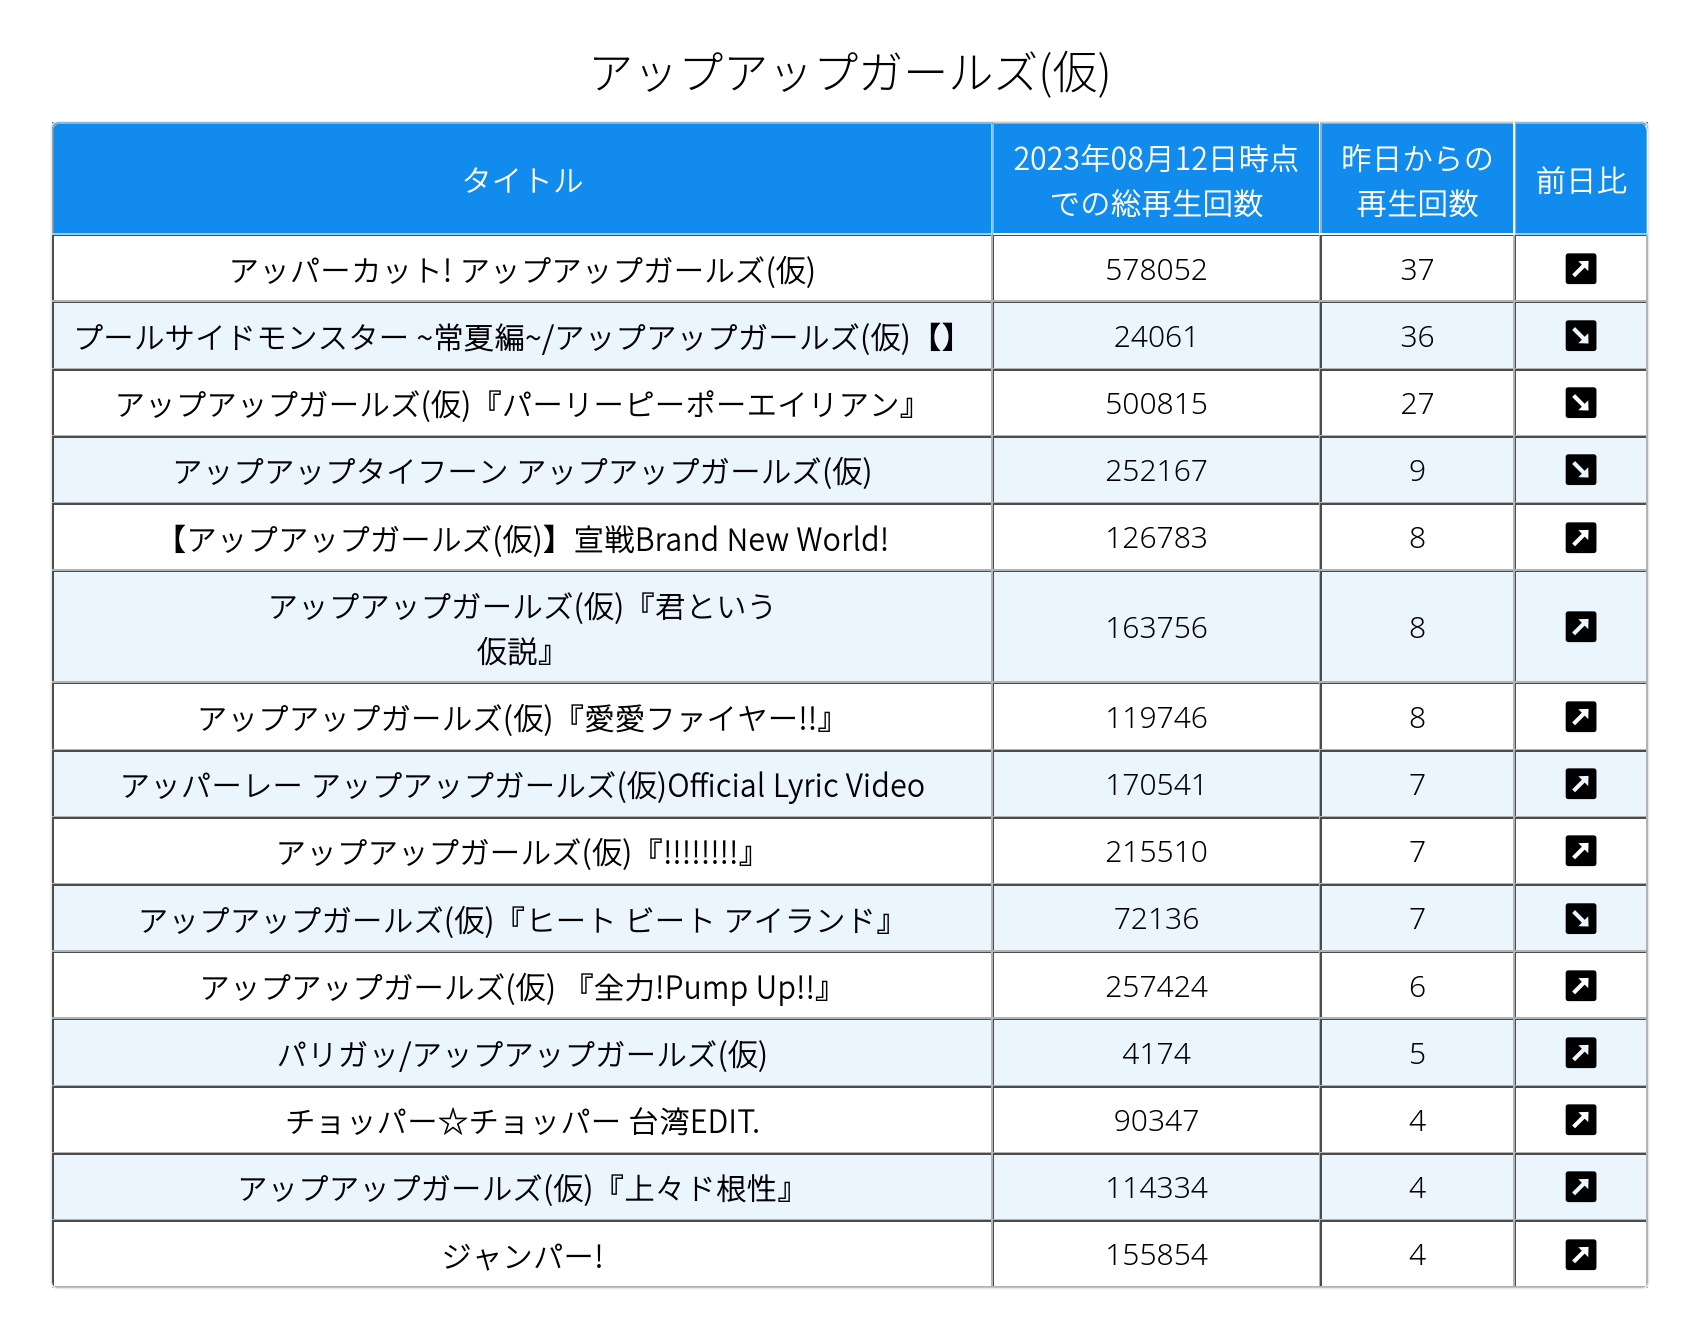 アップアップガールズ(仮)
タイトル 2023年08月12日時点での総再生回数 昨日からの再生回数 前日比
アッパーカット! アップアップガールズ(仮) 578052 37
プールサイドモンスター ~常夏編~/アップアップガールズ(仮)【】 24061 36
アップアップガールズ(仮)『パーリーピーポーエイリアン』 500815 27
アップアップタイフーン アップアップガールズ(仮) 252167 9
【アップアップガールズ(仮)】宣戦Brand New World! 126783 8
アップアップガールズ(仮)『君という
仮説』 163756 8
アップアップガールズ(仮)『愛愛ファイヤー!!』 119746 8
アッパーレー アップアップガールズ(仮)Official Lyric Video 170541 7
アップアップガールズ(仮)『!!!!!!!!』 215510 7
アップアップガールズ(仮)『ヒート ビート アイランド』 72136 7
アップアップガールズ(仮) 『全力!Pump Up!!』 257424 6
パリガッ/アップアップガールズ(仮) 4174 5
チョッパー☆チョッパー 台湾EDIT. 90347 4
アップアップガールズ(仮)『上々ド根性』 114334 4
ジャンパー! 155854 4